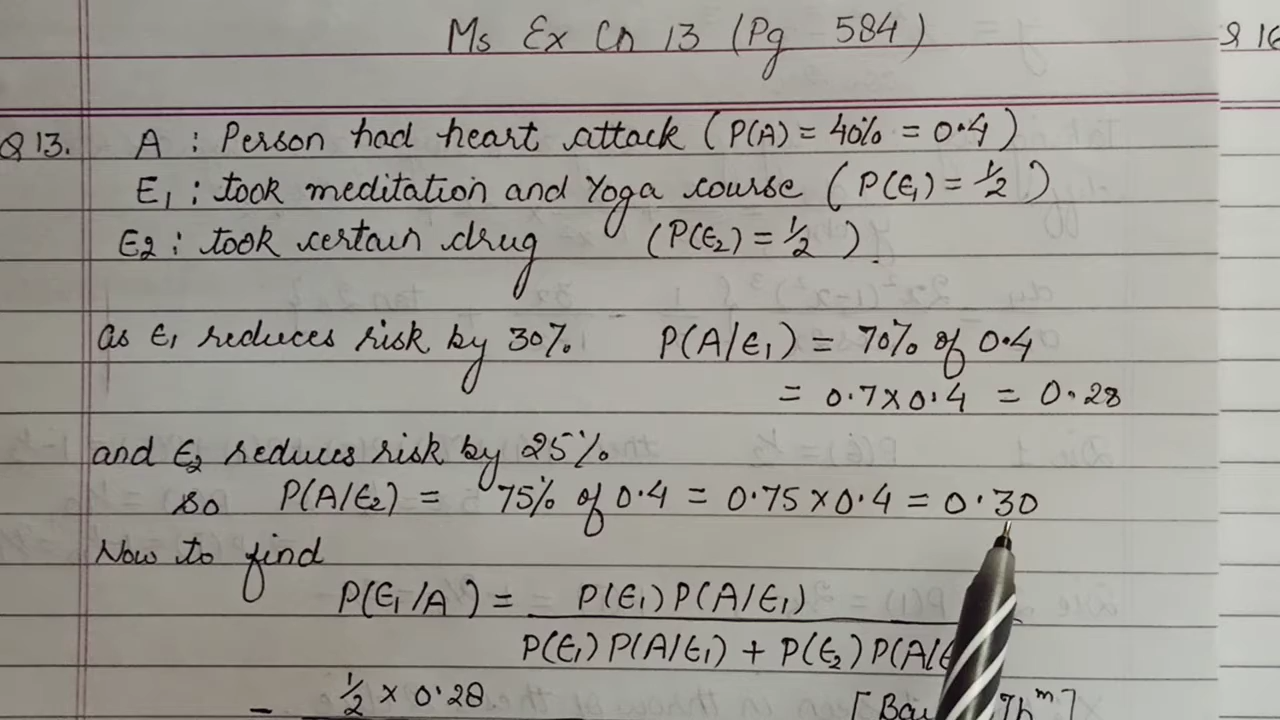 Ms Ex Ch 13 (Pg 584)
Q 16
Q 13. A : Person had heart attack (P(A) = 40% = 0.4)
E₁ : took meditation and Yoga course (P(E₁) = 1/2)
E2 : took certain drug (P(E₂) = 1/2).
as E₁ reduces risk by 30%. P(A/E₁) = 70% of 0.4
= 0.7 × 0.4 = 0.28
and E₂ reduces risk by 25%.
so P(A/E₂) = 75% of 0.4 = 0.75 × 0.4 = 0.30
Now to find
P(E₁/A) = P(E₁) P(A/E₁)
P(E₁) P(A/E₁) + P(E₂) P(A/E
1/2 × 0.28
= [Bay Thᵐ]